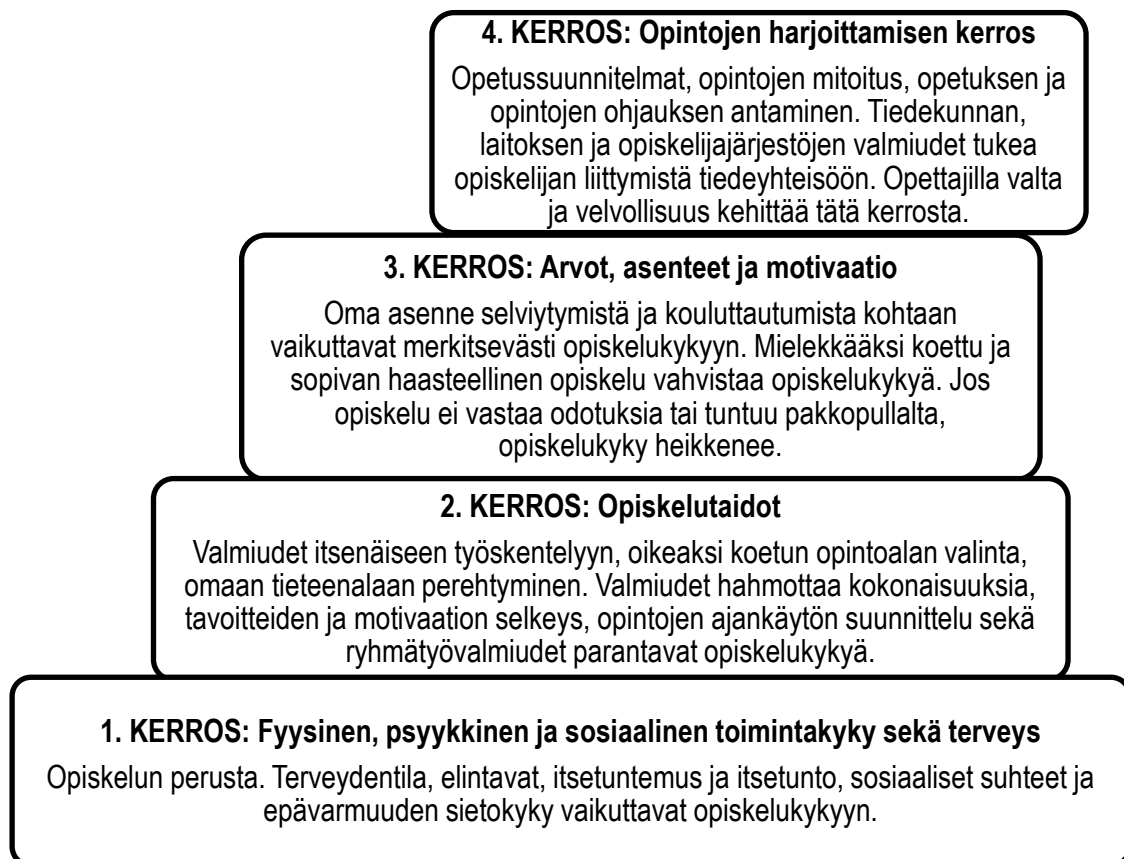 4. KERROS: Opintojen harjoittamisen kerros
Opetussuunnitelmat, opintojen mitoitus, opetuksen ja
opintojen ohjauksen antaminen. Tiedekunnan,
laitoksen ja opiskelijajärjestöjen valmiudet tukea
opiskelijan liittymistä tiedeyhteisöön. Opettajilla valta
ja velvollisuus kehittää tätä kerrosta.
3. KERROS: Arvot, asenteet ja motivaatio
Oma asenne selviytymistä ja kouluttautumista kohtaan
vaikuttavat merkitsevästi opiskelukykyyn. Mielekkääksi koettu ja
sopivan haasteellinen opiskelu vahvistaa opiskelukykyä. Jos
opiskelu ei vastaa odotuksia tai tuntuu pakkopullalta,
opiskelukyky heikkenee.
2. KERROS: Opiskelutaidot
Valmiudet itsenäiseen työskentelyyn, oikeaksi koetun opintoalan valinta,
omaan tieteenalaan perehtyminen. Valmiudet hahmottaa kokonaisuuksia,
tavoitteiden ja motivaation selkeys, opintojen ajankäytön suunnittelu sekä
ryhmätyövalmiudet parantavat opiskelukykyä.
1. KERROS: Fyysinen, psyykkinen ja sosiaalinen toimintakyky sekä terveys
Opiskelun perusta. Terveydentila, elintavat, itsetuntemus ja itsetunto, sosiaaliset suhteet ja
epävarmuuden sietokyky vaikuttavat opiskelukykyyn.